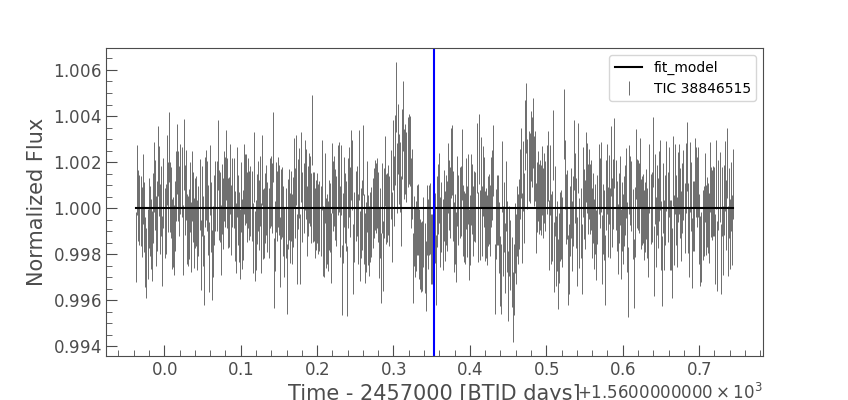 1.006
1.004
1.002
1.000
0.998
0.996
0.994
Normalized Flux
fit_model
TIC 38846515
0.0 0.1 0.2 0.3 0.4 0.5 0.6 0.7
Time - 2457000 [BTJD days]
+1.5600000000 × 10³